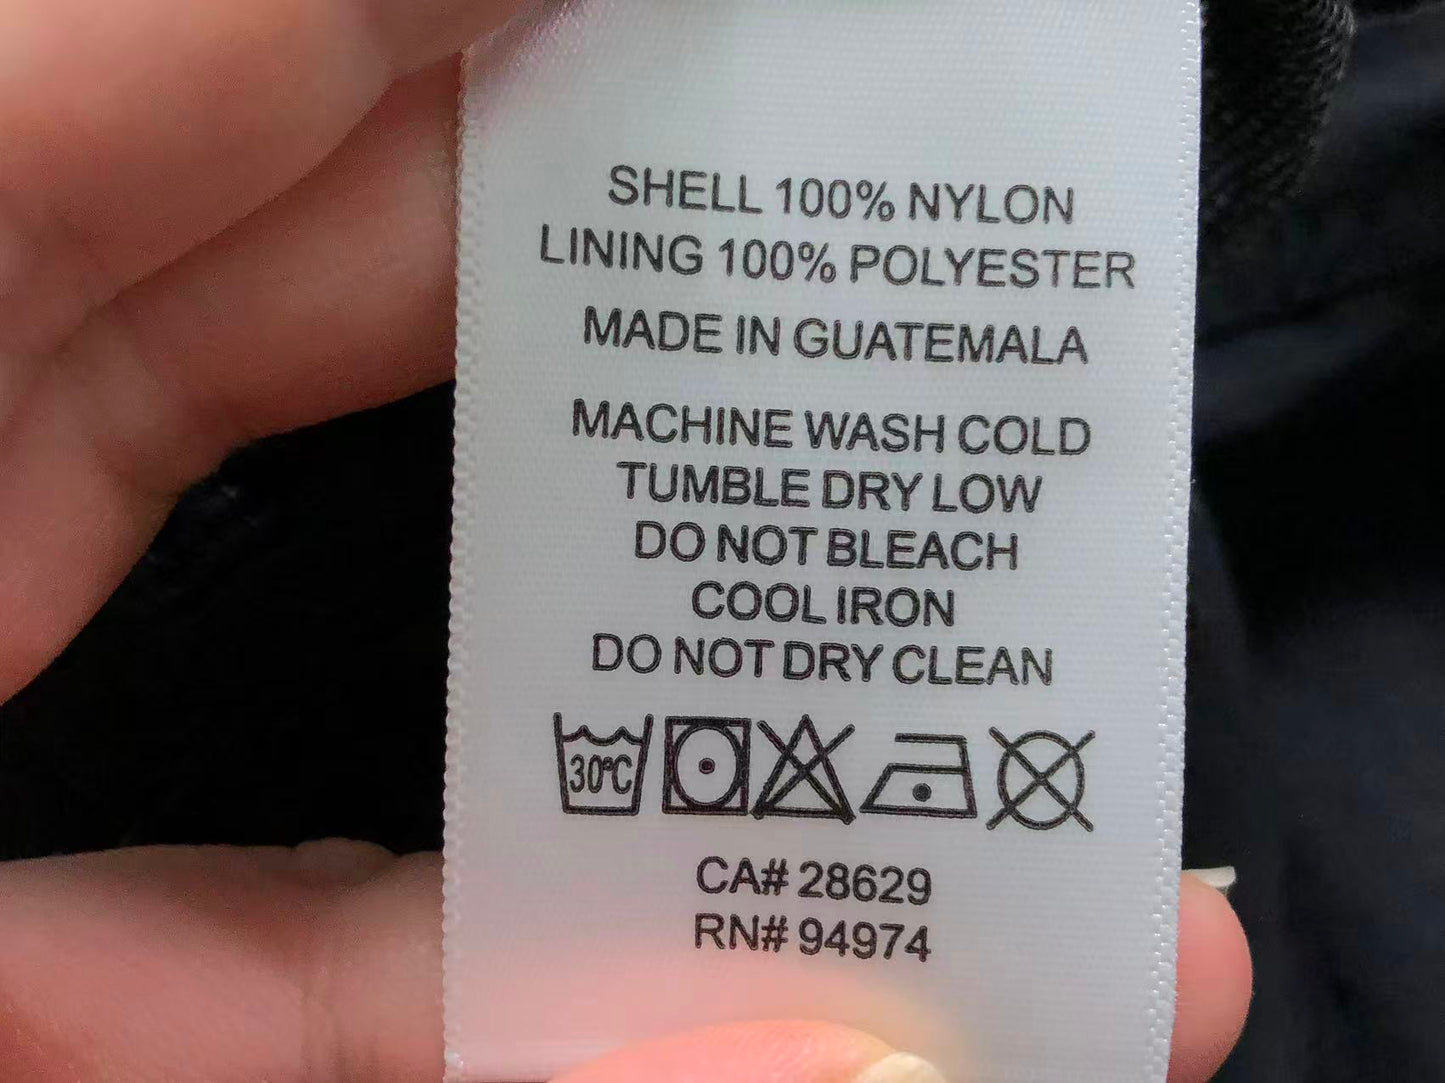 SHELL 100% NYLON
LINING 100% POLYESTER
MADE IN GUATEMALA
MACHINE WASH COLD
TUMBLE DRY LOW
DO NOT BLEACH
COOL IRON
DO NOT DRY CLEAN
30°C
CA# 28629
RN# 94974